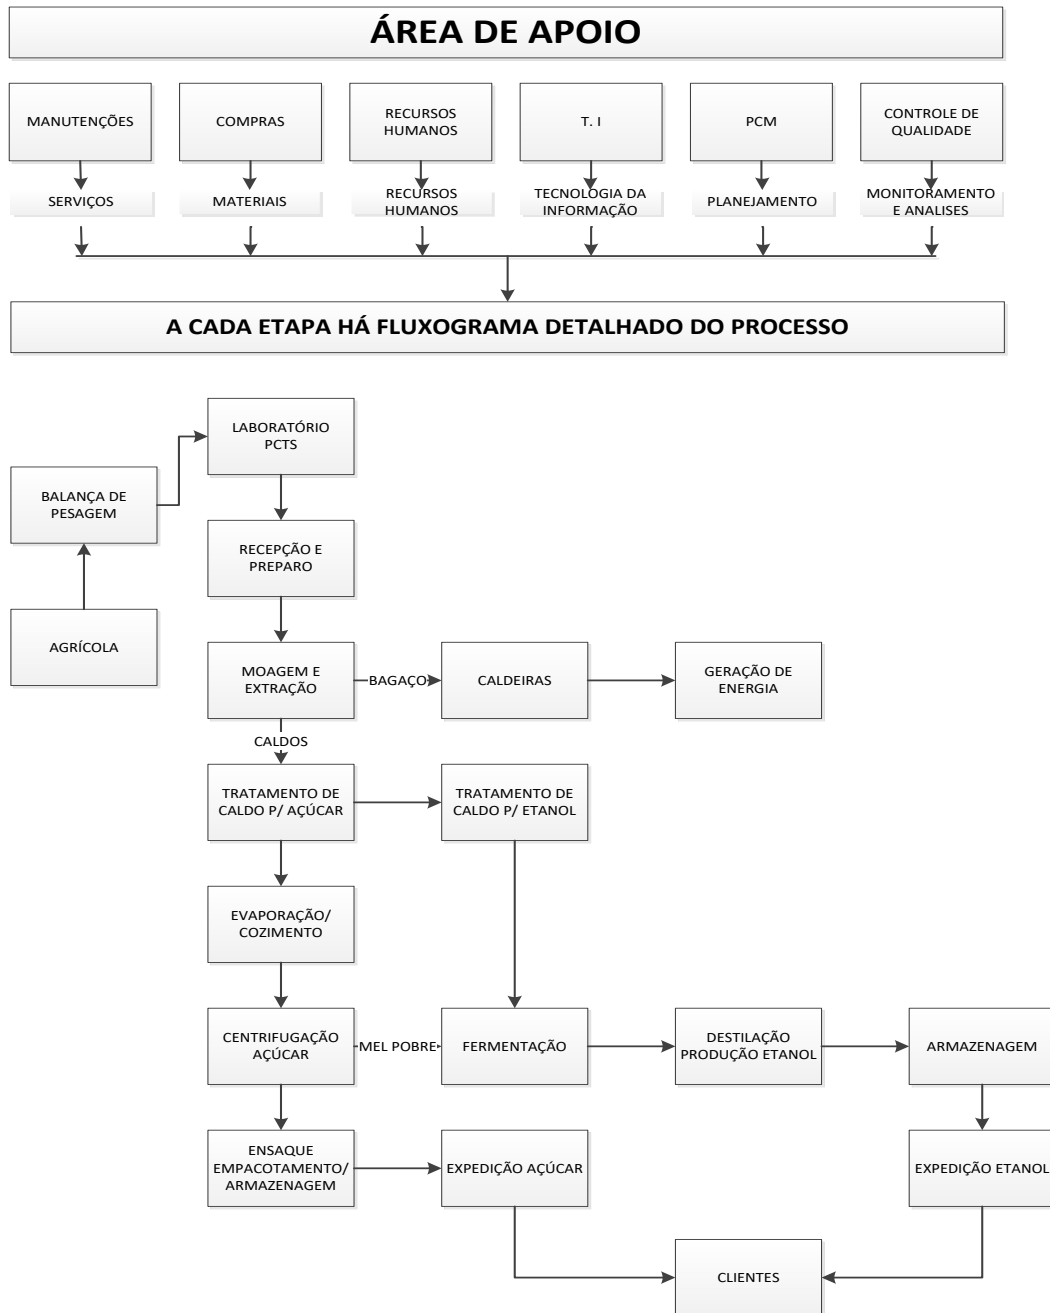 ÁREA DE APOIO
MANUTENÇÕES
COMPRAS
RECURSOS
HUMANOS
T. I
PCM
CONTROLE DE
QUALIDADE
SERVIÇOS
MATERIAIS
RECURSOS
HUMANOS
TECNOLOGIA DA
INFORMAÇÃO
PLANEJAMENTO
MONITORAMENTO
E ANALISES
A CADA ETAPA HÁ FLUXOGRAMA DETALHADO DO PROCESSO
LABORATÓRIO
PCTS
BALANÇA DE
PESAGEM
RECEPÇÃO E
PREPARO
AGRÍCOLA
MOAGEM E
EXTRAÇÃO
BAGAÇO
CALDEIRAS
GERAÇÃO DE
ENERGIA
CALDOS
TRATAMENTO DE
CALDO P/ AÇÚCAR
TRATAMENTO DE
CALDO P/ ETANOL
EVAPORAÇÃO/
COZIMENTO
CENTRIFUGAÇÃO
AÇÚCAR
MEL POBRE
FERMENTAÇÃO
DESTILAÇÃO
PRODUÇÃO ETANOL
ARMAZENAGEM
ENSAQUE
EMPACOTAMENTO/
ARMAZENAGEM
EXPEDIÇÃO AÇÚCAR
EXPEDIÇÃO ETANOL
CLIENTES